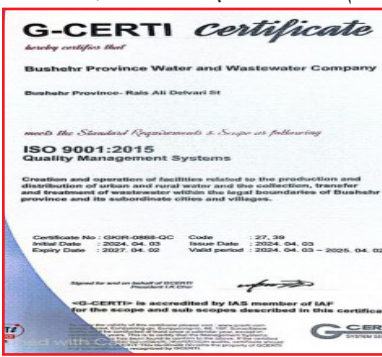 G-CERTI Certificate
hereby certifies that
Bushehr Province Water and Wastewater Company
Bushehr Province- Rais Ali Delvari St
meets the Standard Requirements & Scope as following
ISO 9001:2015
Quality Management Systems
Creation and operation of facilities related to the production and
distribution of urban and rural water and the collection, transfer
and treatment of wastewater within the legal boundaries of Bushehr
province and its subordinate cities and villages.
Certificate No : GKIR-0868-QC Code : 27, 39
Initial Date : 2024. 04. 03 Issue Date : 2024. 04. 03
Expiry Date : 2027. 04. 02 Valid period : 2024. 04. 03 ~ 2025. 04. 02
Signed for and on behalf of GCERTI
President
<G-CERTI> is accredited by IAS member of IAF
for the scope and sub scopes described in this certifica